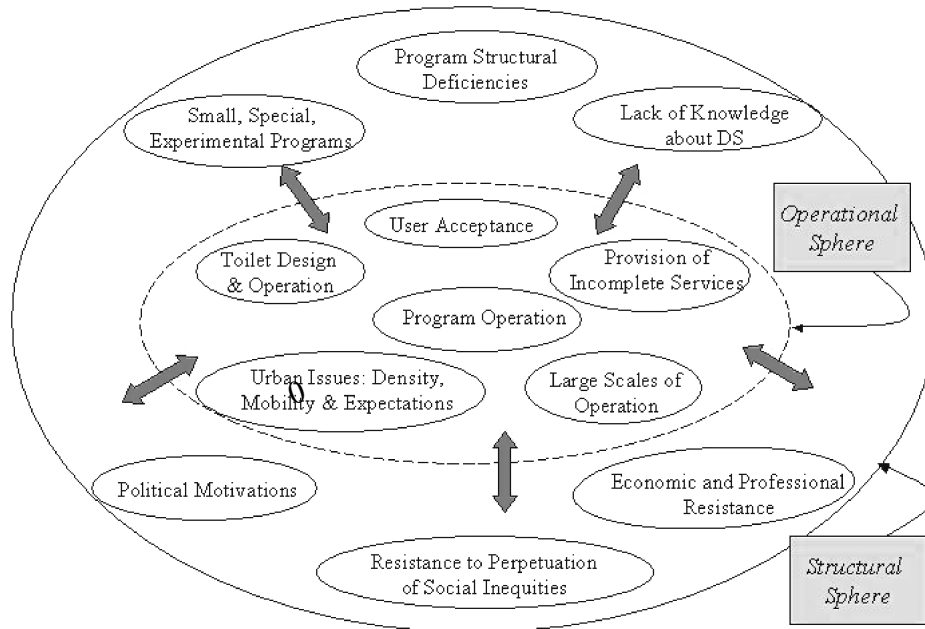 Program Structural
Deficiencies
Small, Special,
Experimental Programs
Lack of Knowledge
about DS
User Acceptance
Operational
Sphere
Toilet Design
& Operation
Provision of
Incomplete Services
Program Operation
Urban Issues: Density,
Mobility & Expectations
0
Large Scales of
Operation
Political Motivations
Economic and Professional
Resistance
Resistance to Perpetuation
of Social Inequities
Structural
Sphere